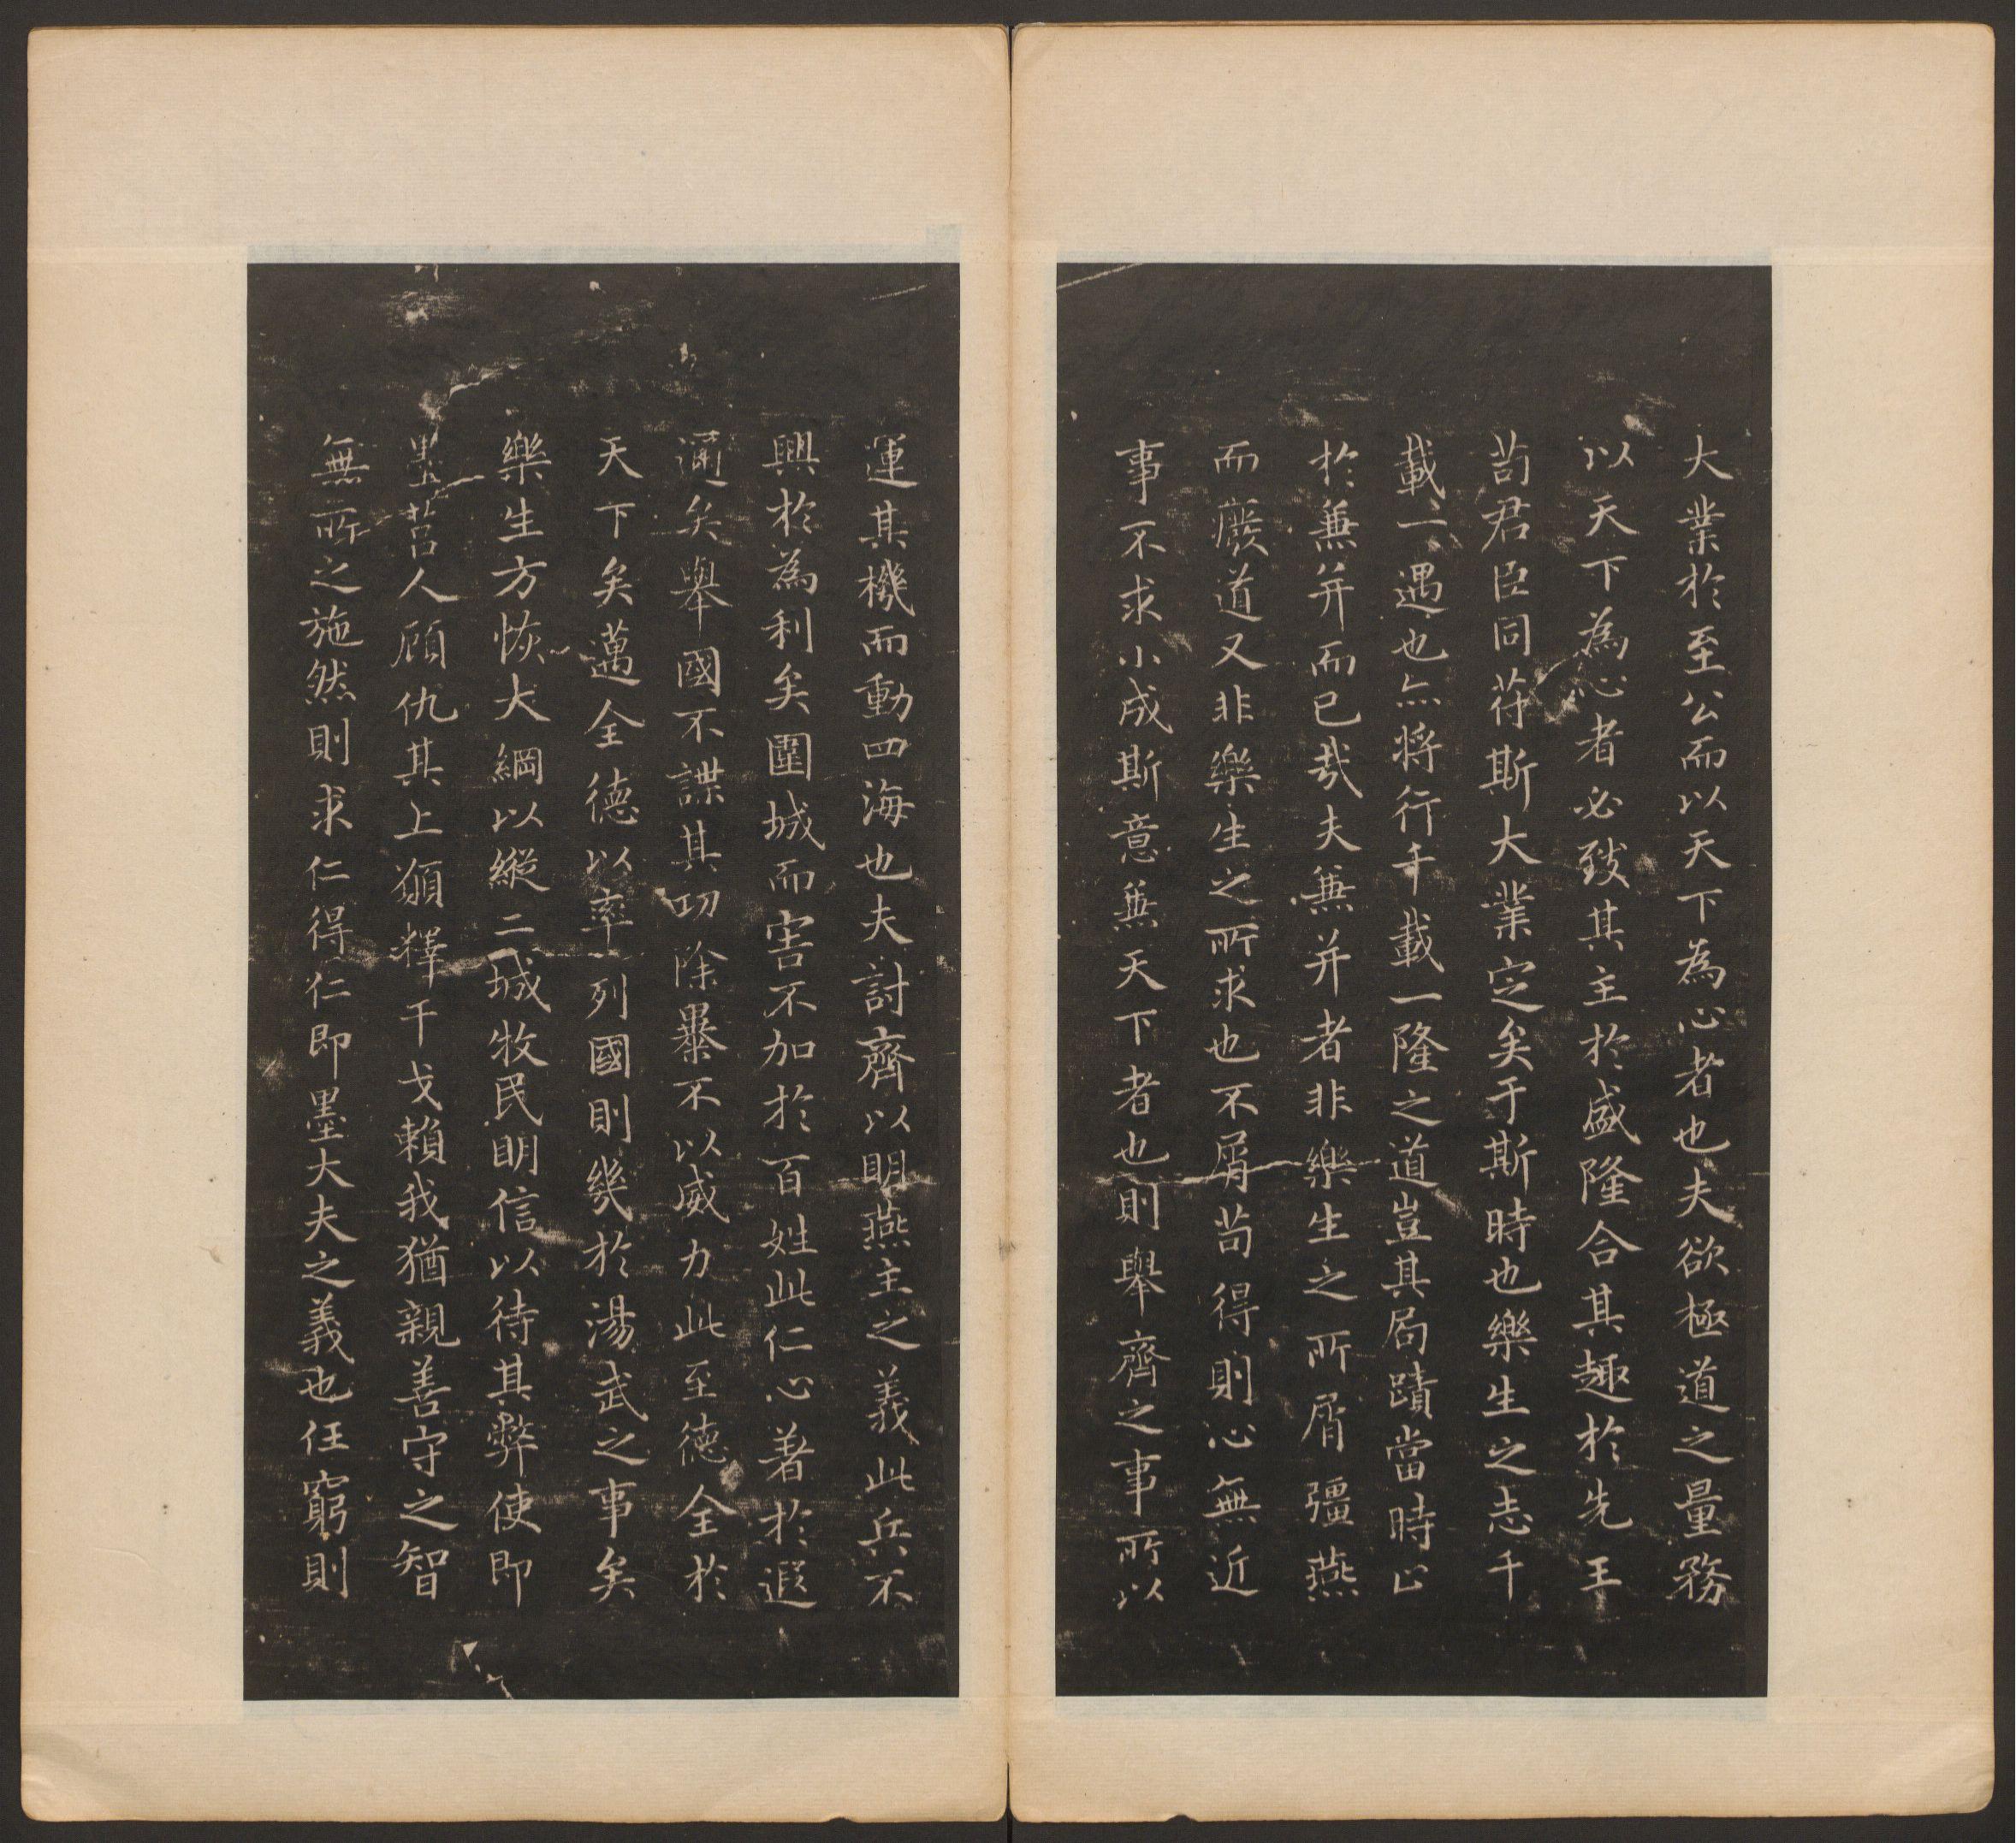 大業於至公而以天下為心者也夫欲極道之量務
以天下為心者必致其主於盛隆合其趣於先王
苟君臣同苻斯大業定矣于斯時也樂生之志千
載一遇也亦將行千載一隆之道豈其局蹟當時止
於兼并而已哉夫兼并者非樂生之所屑彊燕
而癈道又非樂生之所求也不屑苟得則心無近
事不求小成斯意兼天下者也則舉齊之事所以
運其機而動四海也夫討齊以明燕主之義此兵不
興於為利矣圍城而害不加於百姓此仁心著於遐
邇矣舉國不謀其功除暴不以威力此至德全於
天下矣邁全德以率列國則幾於湯武之事矣
樂生方恢大綱以縱二城牧民明信以待其弊使即
墨莒人顧仇其上願釋干戈賴我猶親善守之智
無所之施然則求仁得仁即墨大夫之義也任窮則